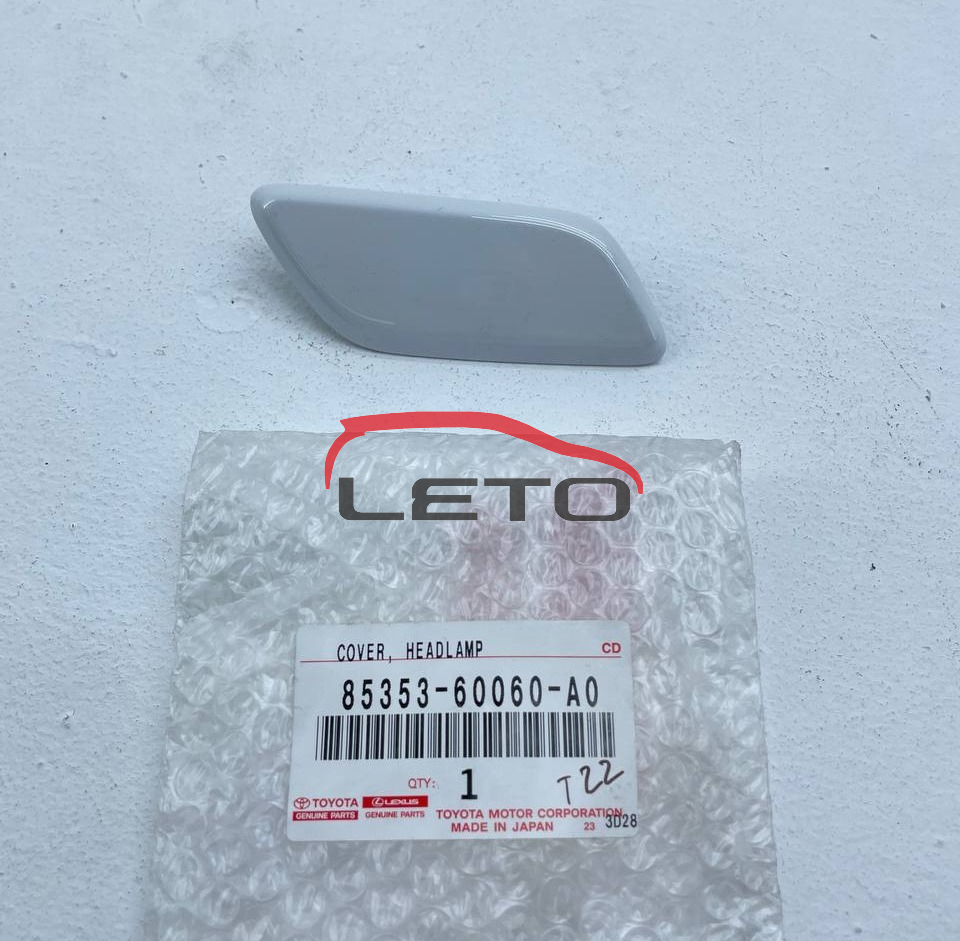 LETO
COVER, HEADLAMP CD
85353-60060-A0
QTY: 1
T22
TOYOTA LEXUS
GENUINE PARTS GENUINE PARTS
TOYOTA MOTOR CORPORATION
MADE IN JAPAN 23 3D28